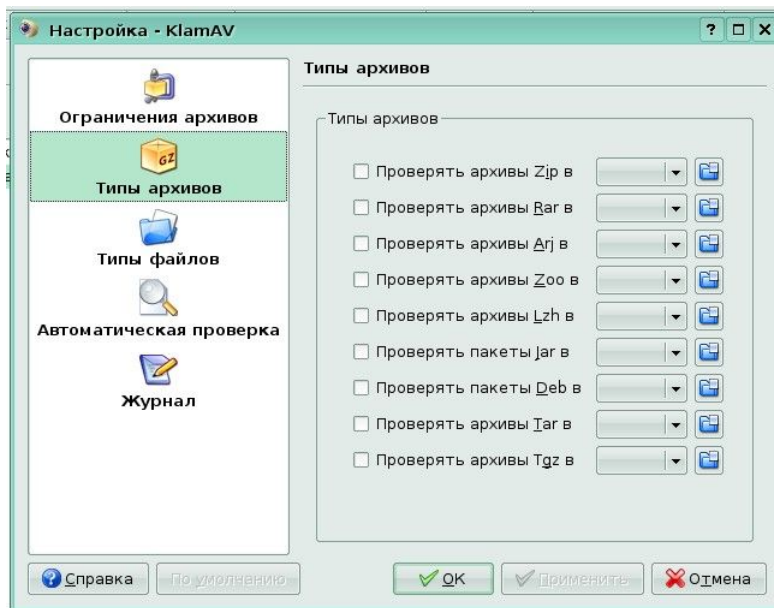 Настройка - KlamAV
Ограничения архивов
Типы архивов
Типы файлов
Автоматическая проверка
Журнал
Типы архивов
Типы архивов
Проверять архивы Zip в
Проверять архивы Rar в
Проверять архивы Arj в
Проверять архивы Zoo в
Проверять архивы Lzh в
Проверять пакеты Jar в
Проверять пакеты Deb в
Проверять архивы Tar в
Проверять архивы Tgz в
Справка
По умолчанию
OK
Применить
Отмена